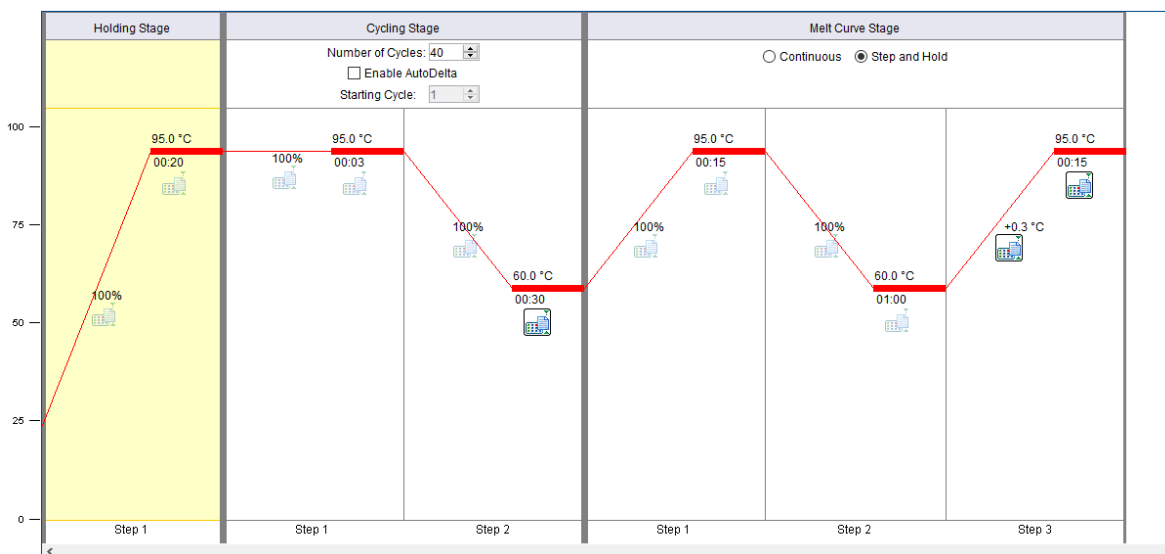 Holding Stage
Cycling Stage
Melt Curve Stage
Number of Cycles: 40
Enable AutoDelta
Starting Cycle: 1
Continuous
Step and Hold
100
75
50
25
0
95.0 °C
00:20
100%
95.0 °C
00:03
100%
60.0 °C
00:30
100%
95.0 °C
00:15
100%
60.0 °C
01:00
100%
95.0 °C
00:15
+0.3 °C
Step 1
Step 1
Step 2
Step 1
Step 2
Step 3